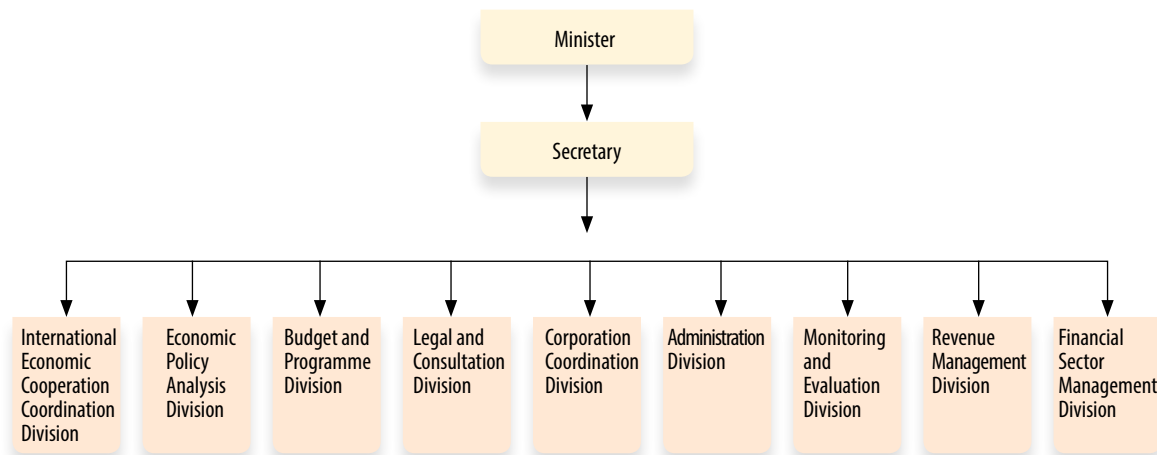 Minister
Secretary
International
Economic
Cooperation
Coordination
Division
Economic
Policy
Analysis
Division
Budget and
Programme
Division
Legal and
Consultation
Division
Corporation
Coordination
Division
Administration
Division
Monitoring
and
Evaluation
Division
Revenue
Management
Division
Financial
Sector
Management
Division